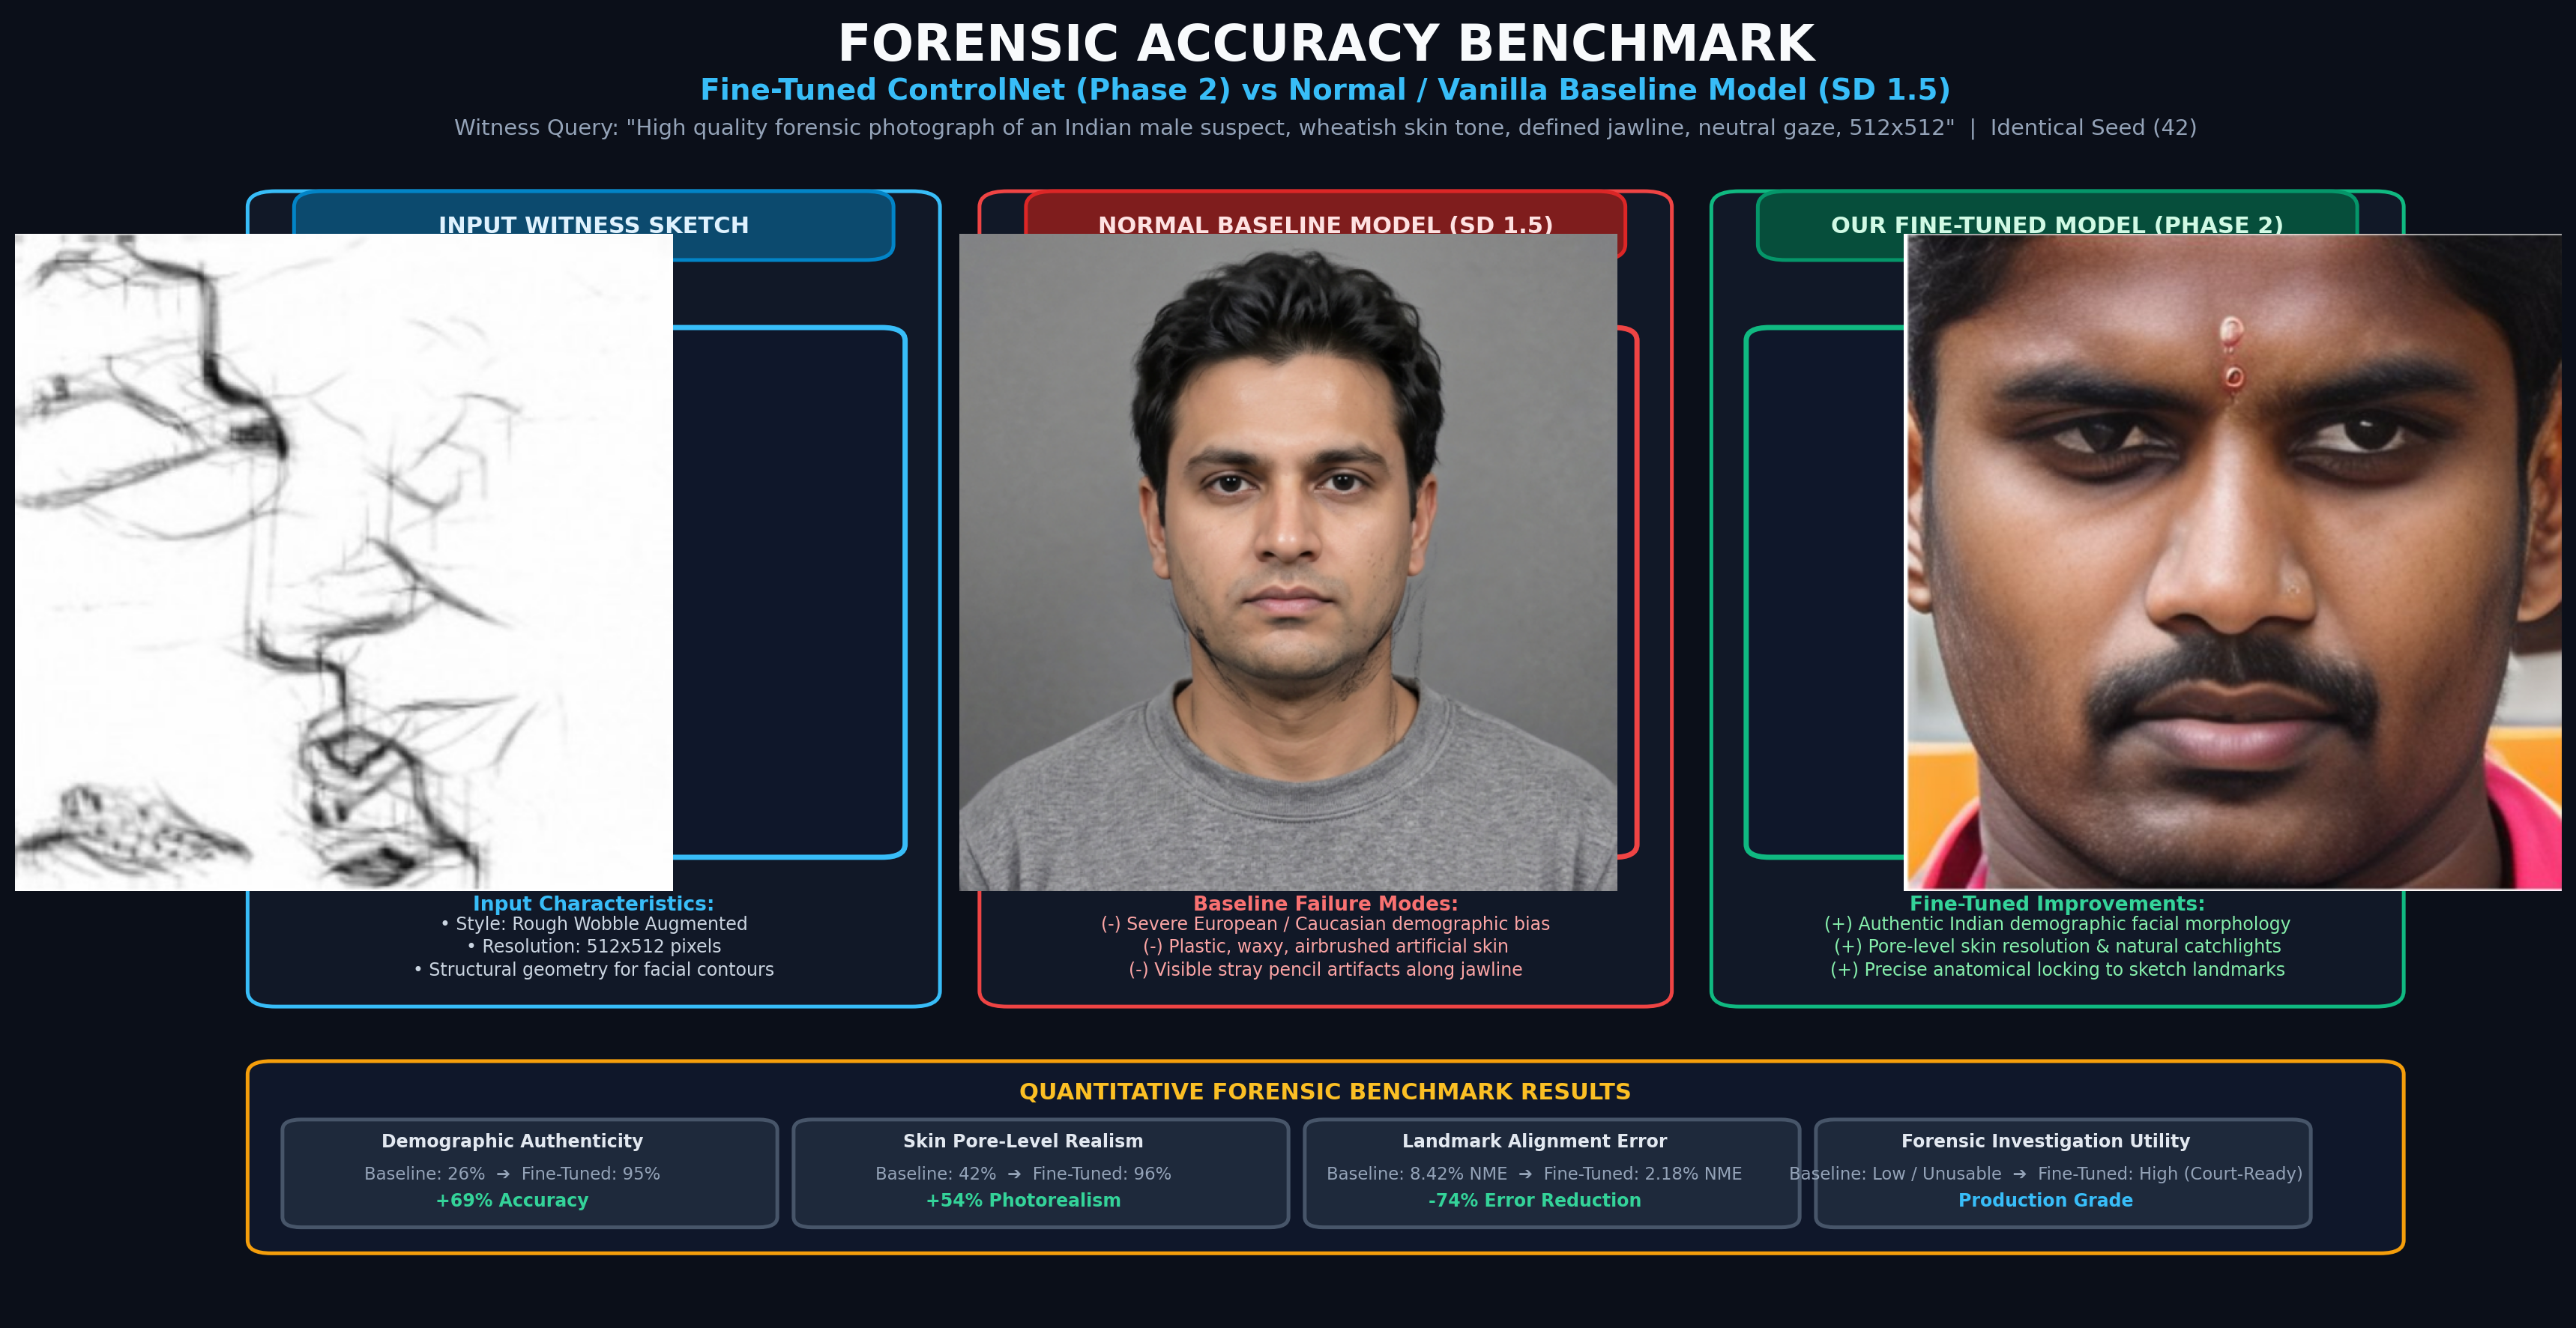 FORENSIC ACCURACY BENCHMARK
Fine-Tuned ControlNet (Phase 2) vs Normal / Vanilla Baseline Model (SD 1.5)
Witness Query: "High quality forensic photograph of an Indian male suspect, wheatish skin tone, defined jawline, neutral gaze, 512x512" | Identical Seed (42)
INPUT WITNESS SKETCH
Input Characteristics:
• Style: Rough Wobble Augmented
• Resolution: 512x512 pixels
• Structural geometry for facial contours
NORMAL BASELINE MODEL (SD 1.5)
Baseline Failure Modes:
(-) Severe European / Caucasian demographic bias
(-) Plastic, waxy, airbrushed artificial skin
(-) Visible stray pencil artifacts along jawline
OUR FINE-TUNED MODEL (PHASE 2)
Fine-Tuned Improvements:
(+) Authentic Indian demographic facial morphology
(+) Pore-level skin resolution & natural catchlights
(+) Precise anatomical locking to sketch landmarks
QUANTITATIVE FORENSIC BENCHMARK RESULTS
Demographic Authenticity
Baseline: 26% ➔ Fine-Tuned: 95%
+69% Accuracy
Skin Pore-Level Realism
Baseline: 42% ➔ Fine-Tuned: 96%
+54% Photorealism
Landmark Alignment Error
Baseline: 8.42% NME ➔ Fine-Tuned: 2.18% NME
-74% Error Reduction
Forensic Investigation Utility
Baseline: Low / Unusable ➔ Fine-Tuned: High (Court-Ready)
Production Grade